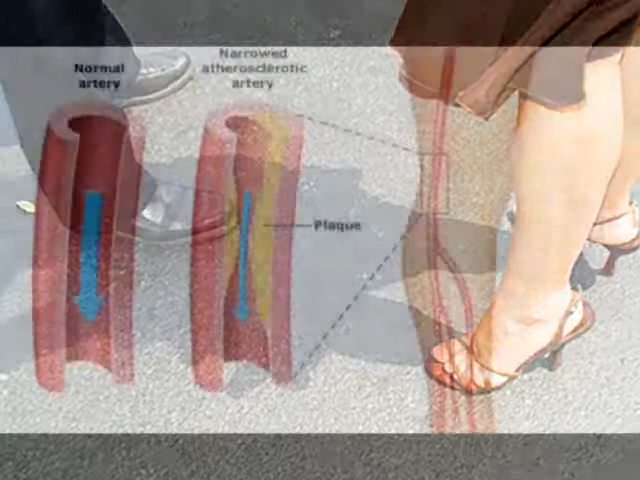 Normal
artery
Narrowed
atherosclerotic
artery
Plaque